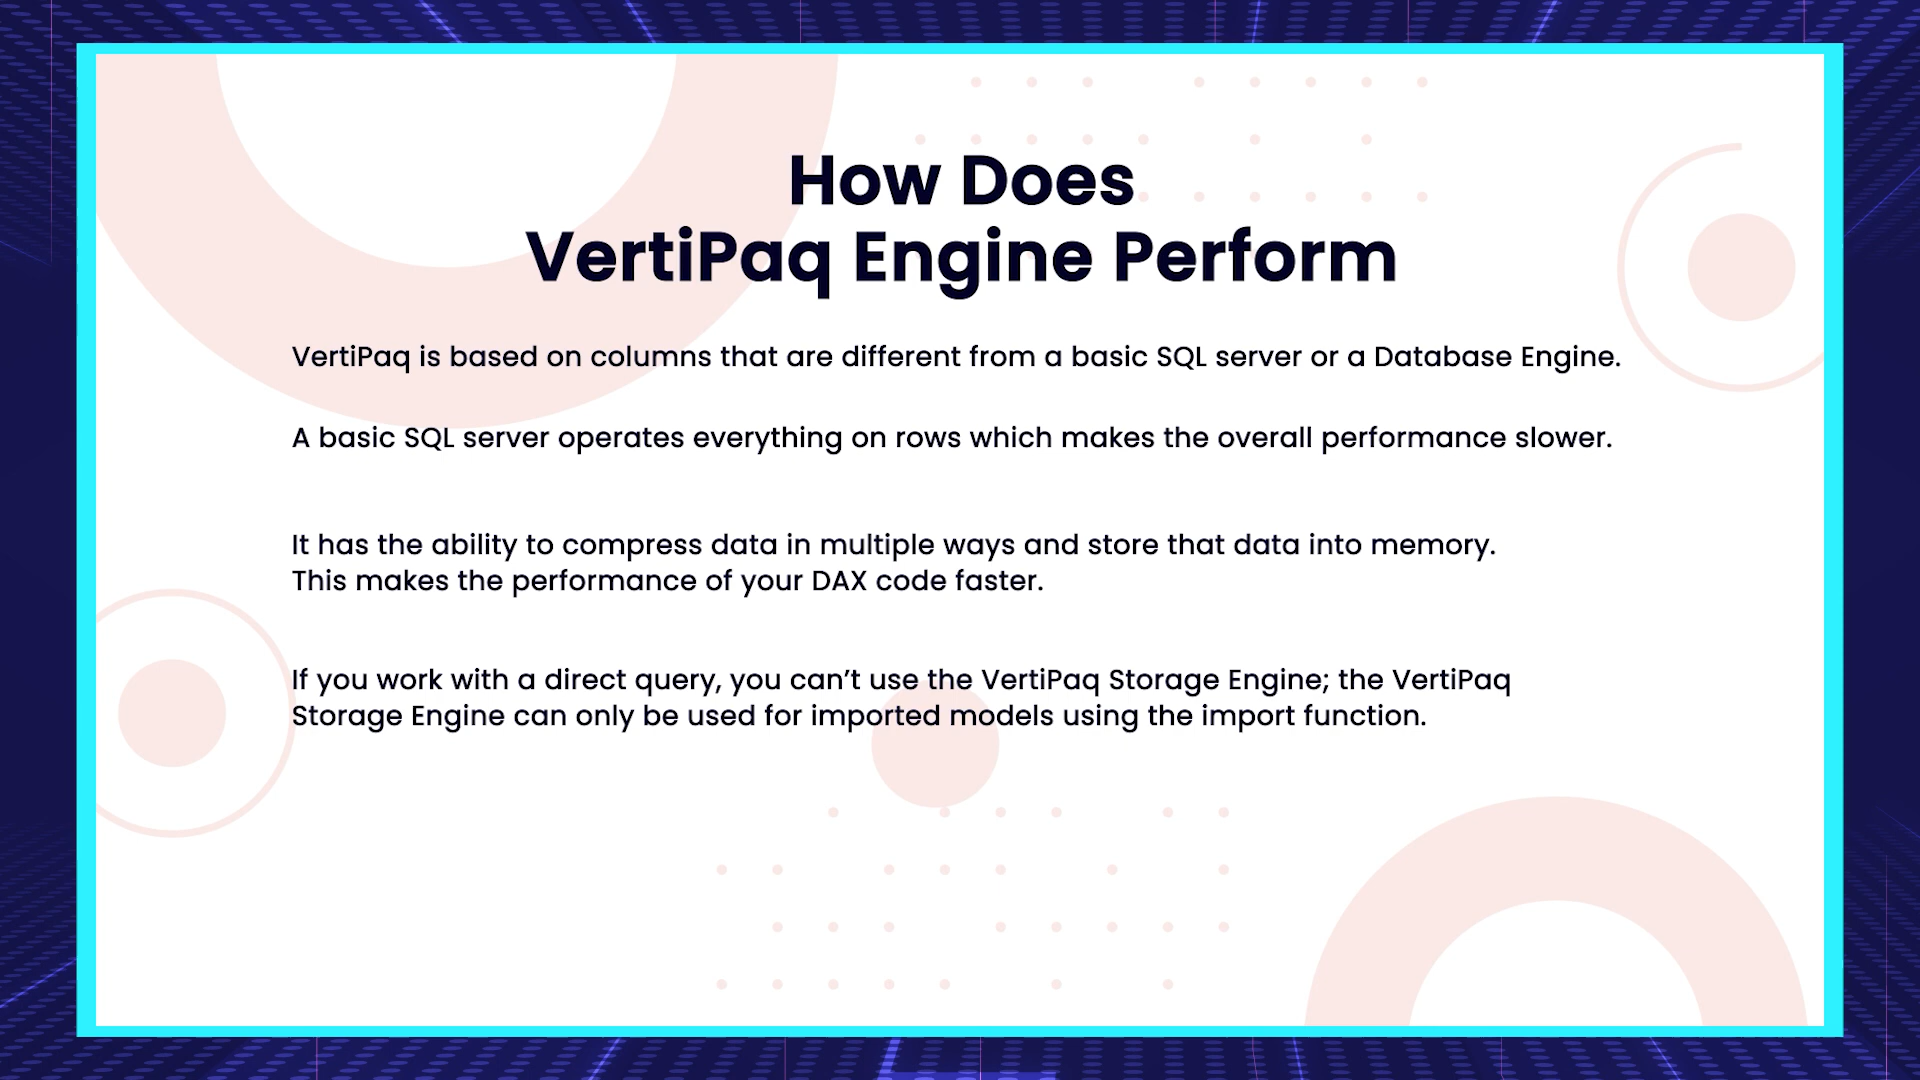 How Does
VertiPaq Engine Perform
VertiPaq is based on columns that are different from a basic SQL server or a Database Engine.
A basic SQL server operates everything on rows which makes the overall performance slower.
It has the ability to compress data in multiple ways and store that data into memory.
This makes the performance of your DAX code faster.
If you work with a direct query, you can’t use the VertiPaq Storage Engine; the VertiPaq
Storage Engine can only be used for imported models using the import function.